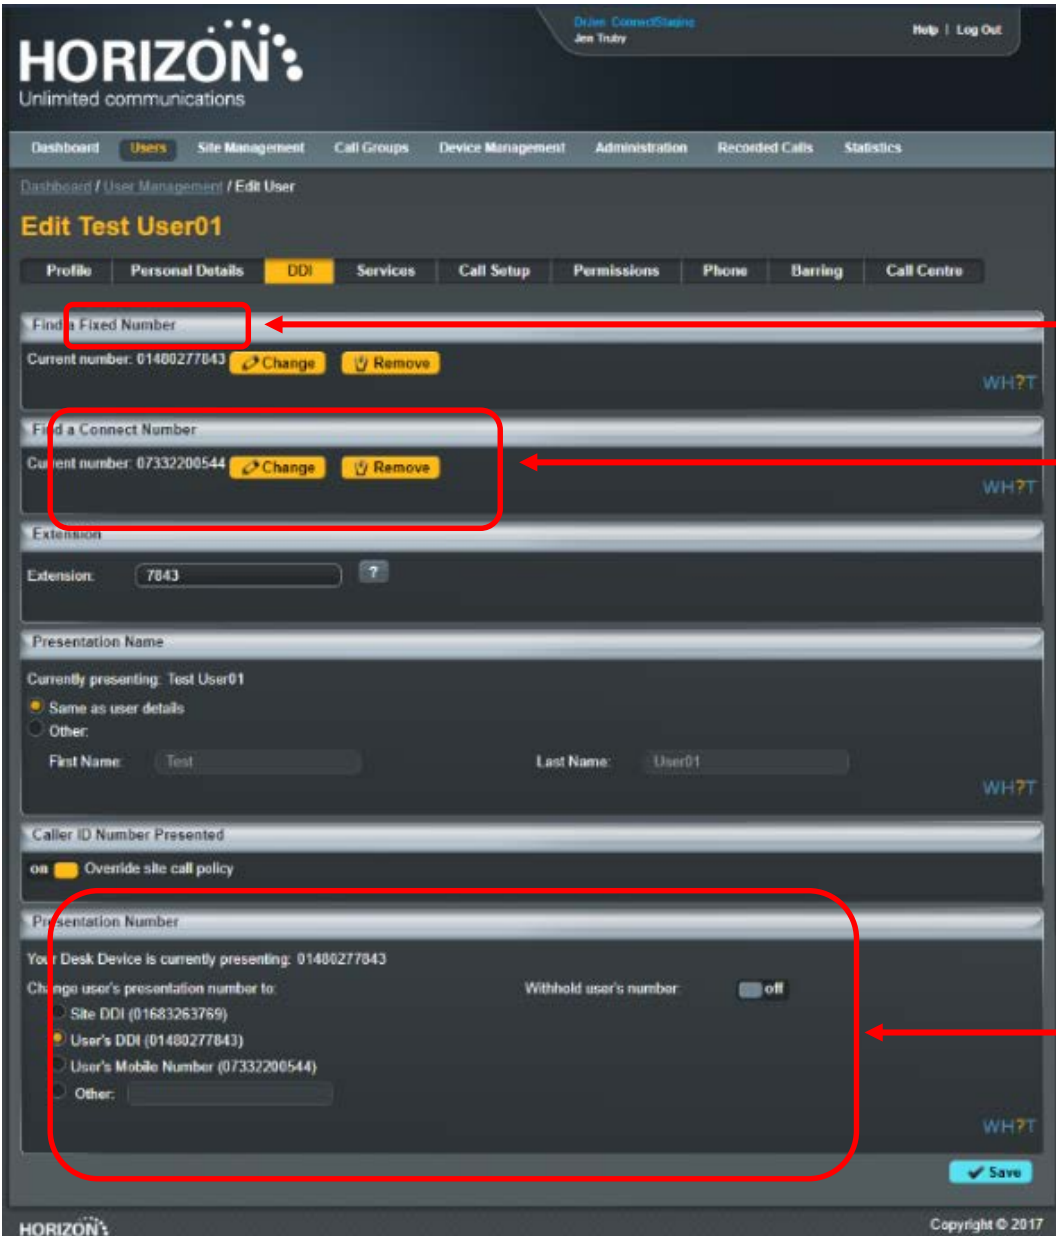 Driven ConnectStaging
Jen Truby
Help | Log Out
HORIZON
Unlimited communications
Dashboard Users Site Management Call Groups Device Management Administration Recorded Calls Statistics
Dashboard / User Management / Edit User
Edit Test User01
Profile Personal Details DDI Services Call Setup Permissions Phone Barring Call Centre
Find a Fixed Number
Current number: 01480277843 Change Remove
WH?T
Find a Connect Number
Current number: 07332200544 Change Remove
WH?T
Extension
Extension: 7843 ?
Presentation Name
Currently presenting: Test User01
Same as user details
Other:
First Name: Test Last Name: User01
WH?T
Caller ID Number Presented
on Override site call policy
Presentation Number
Your Desk Device is currently presenting: 01480277843
Change user's presentation number to: Withhold user's number: off
Site DDI (01683263769)
User's DDI (01480277843)
User's Mobile Number (07332200544)
Other:
WH?T
Save
HORIZON
Copyright © 2017